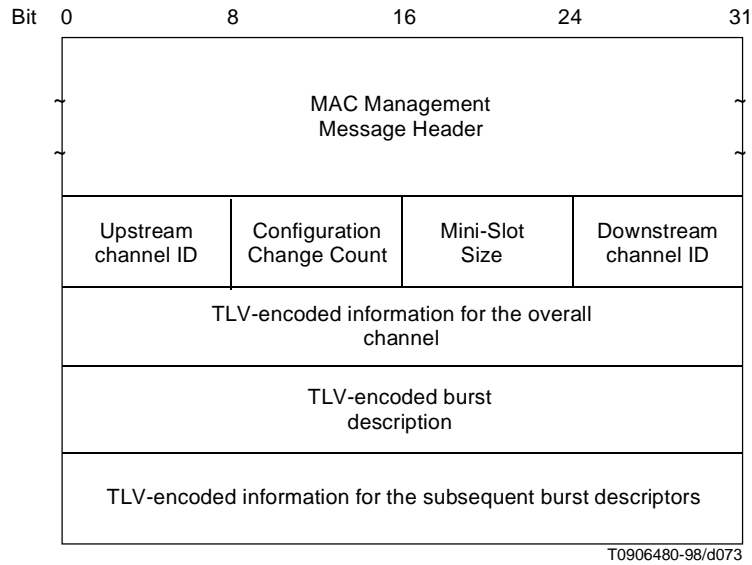 Bit 0 8 16 24 31
MAC Management
Message Header
~ ~
~ ~
Upstream channel ID
Configuration Change Count
Mini-Slot Size
Downstream channel ID
TLV-encoded information for the overall
channel
TLV-encoded burst
description
TLV-encoded information for the subsequent burst descriptors
T0906480-98/d073